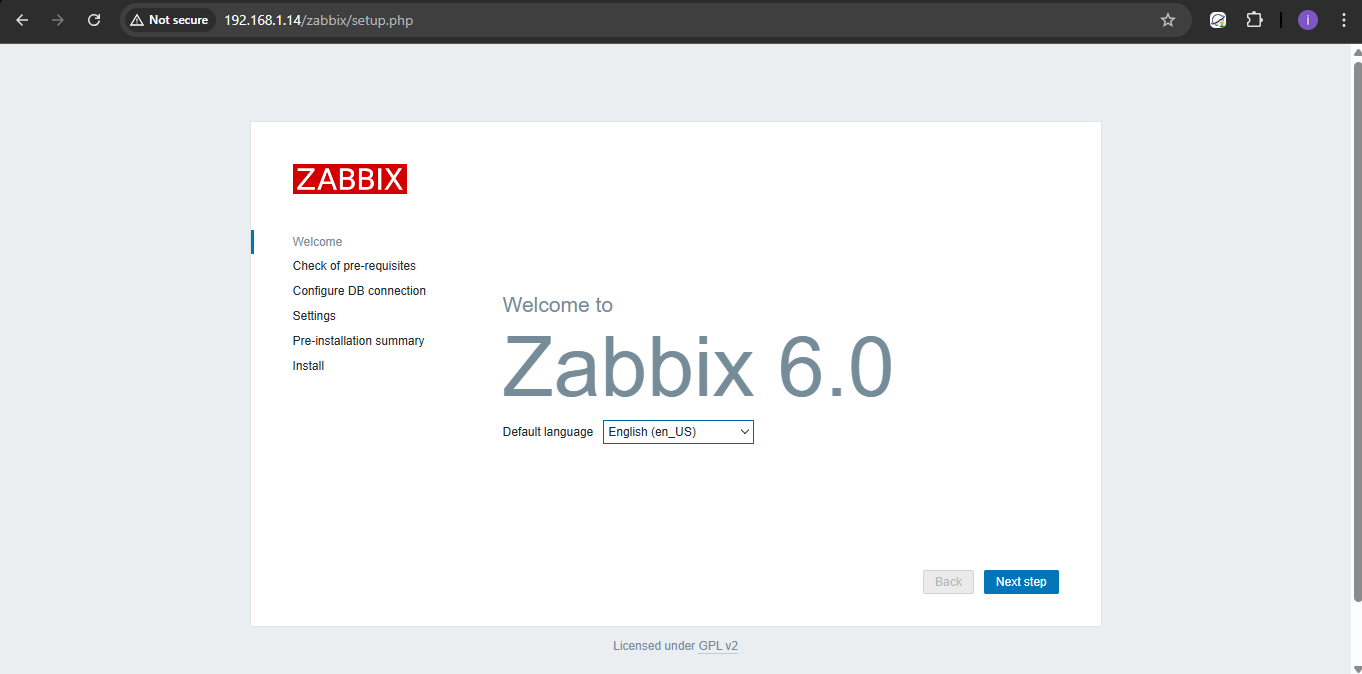 Not secure 192.168.1.14/zabbix/setup.php
i
ZABBIX
Welcome
Check of pre-requisites
Configure DB connection
Settings
Pre-installation summary
Install
Welcome to
Zabbix 6.0
Default language English (en_US)
Back Next step
Licensed under GPL v2